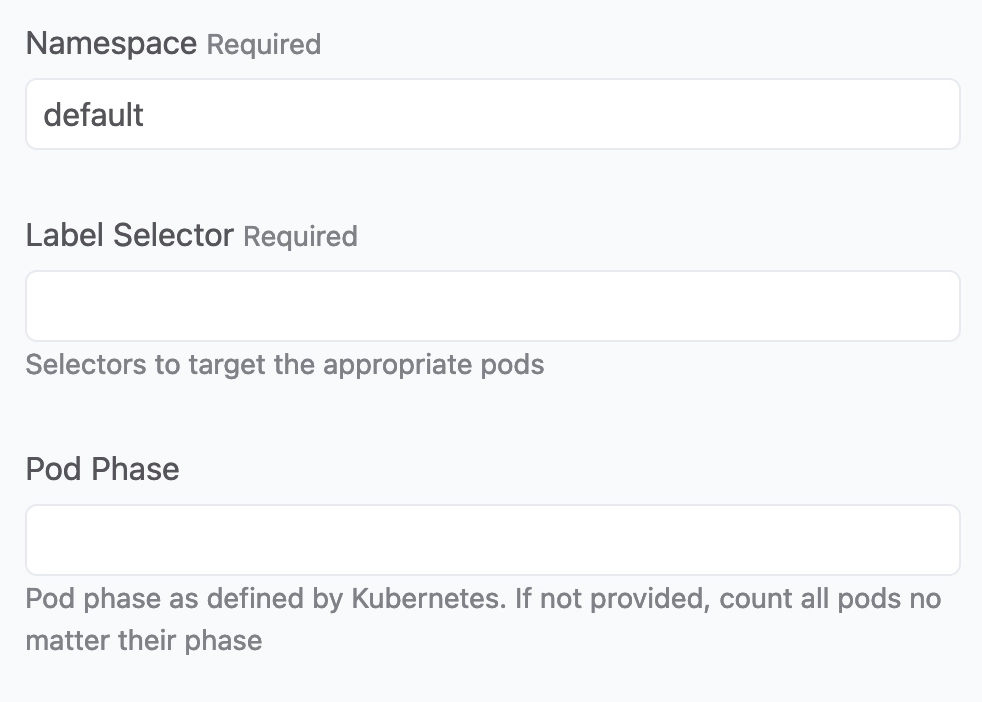 Namespace Required
default
Label Selector Required
Selectors to target the appropriate pods
Pod Phase
Pod phase as defined by Kubernetes. If not provided, count all pods no
matter their phase